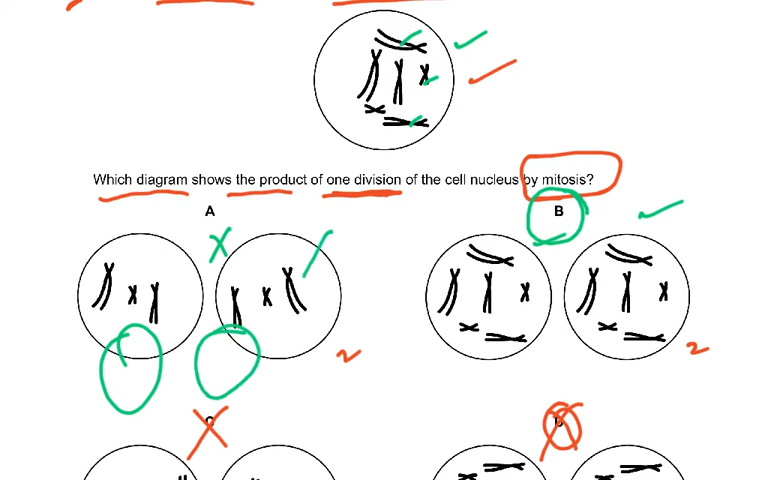 Which diagram shows the product of one division of the cell nucleus by mitosis?
A
B
2
2
C
D